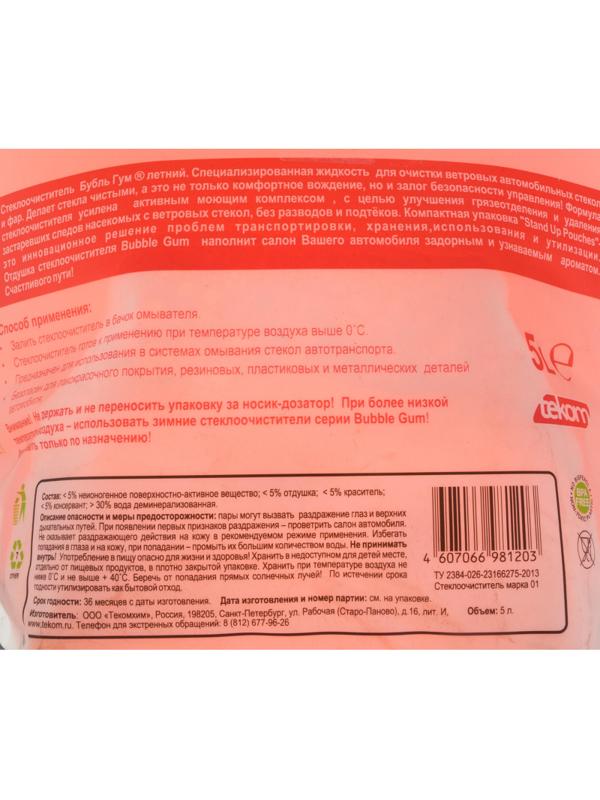 Стеклоочиститель Бубль Гум ® летний. Специализированная жидкость для очистки ветровых автомобильных стекол
и фар. Делает стекла чистыми, а это не только комфортное вождение, но и залог безопасности управления! Формула
стеклоочистителя усилена активным моющим комплексом , с целью улучшения грязеотделения и удаления
застаревших следов насекомых с ветровых стекол, без разводов и подтёков. Компактная упаковка "Stand Up Pouches".
это инновационное решение проблем транспортировки, хранения,использования и утилизации.
Отдушка стеклоочистителя Bubble Gum наполнит салон Вашего автомобиля задорным и узнаваемым ароматом.
Счастливого пути!
Способ применения:
Залить стеклоочиститель в бачок омывателя.
Стеклоочиститель готов к применению при температуре воздуха выше 0°С.
Предназначен для использования в системах омывания стекол автотранспорта.
Безопасен для лакокрасочного покрытия, резиновых, пластиковых и металлических деталей
автомобиля.
Внимание! Не держать и не переносить упаковку за носик-дозатор! При более низкой
температуре воздуха – использовать зимние стеклоочистители серии Bubble Gum!
только по назначению!
5L e
tekom
Состав: < 5% неионогенное поверхностно-активное вещество; < 5% отдушка; < 5% краситель;
< 5% консервант; > 30% вода деминерализованная.
Описание опасности и меры предосторожности: пары могут вызвать раздражение глаз и верхних
дыхательных путей. При появлении первых признаков раздражения – проветрить салон автомобиля.
Не оказывает раздражающего действия на кожу в рекомендуемом режиме применения. Избегать
попадания в глаза и на кожу, при попадании – промыть их большим количеством воды. Не принимать
внутрь! Употребление в пищу опасно для жизни и здоровья! Хранить в недоступном для детей месте,
отдельно от пищевых продуктов, в плотно закрытой упаковке. Хранить при температуре воздуха не
ниже 0°С и не выше + 40°С. Беречь от попадания прямых солнечных лучей! По истечении срока
годности утилизировать как бытовой отход.
Срок годности: 36 месяцев с даты изготовления. Дата изготовления и номер партии: см. на упаковке.
Изготовитель: ООО «Текомхим», Россия, 198205, Санкт-Петербург, ул. Рабочая (Старо-Паново), д.16, лит. И,
www.tekom.ru. Телефон для экстренных обращений: 8 (812) 677-96-26
4 607066 981203
ТУ 2384-026-23166275-2013
Стеклоочиститель марка 01
Объем: 5 л.
BPA
FREE
7